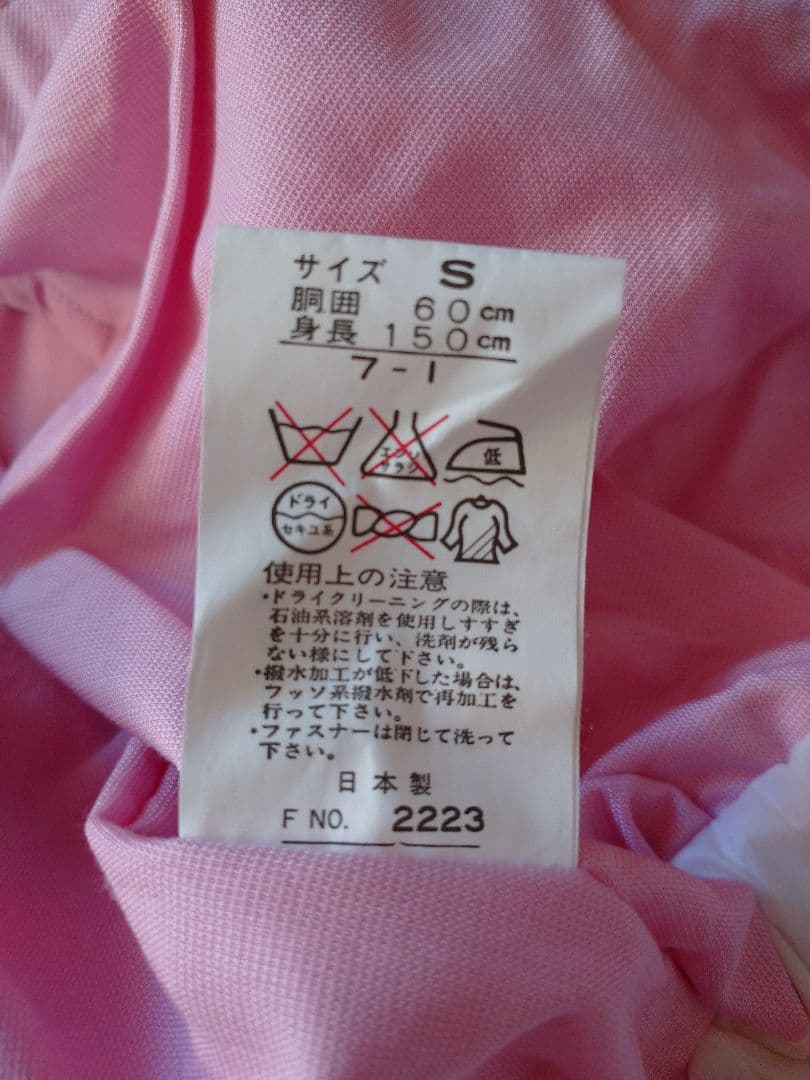 サイズ S
胴囲 60cm
身長 150cm
7-1
エンソ
サラシ
低
ドライ
セキユ系
使用上の注意
・ドライクリーニングの際は、
石油系溶剤を使用しすすぎ
を十分に行い、洗剤が残ら
ない様にして下さい。
・撥水加工が低下した場合は、
フッソ系撥水剤で再加工を
行って下さい。
・ファスナーは閉じて洗って
下さい。
日本製
F NO. 2223